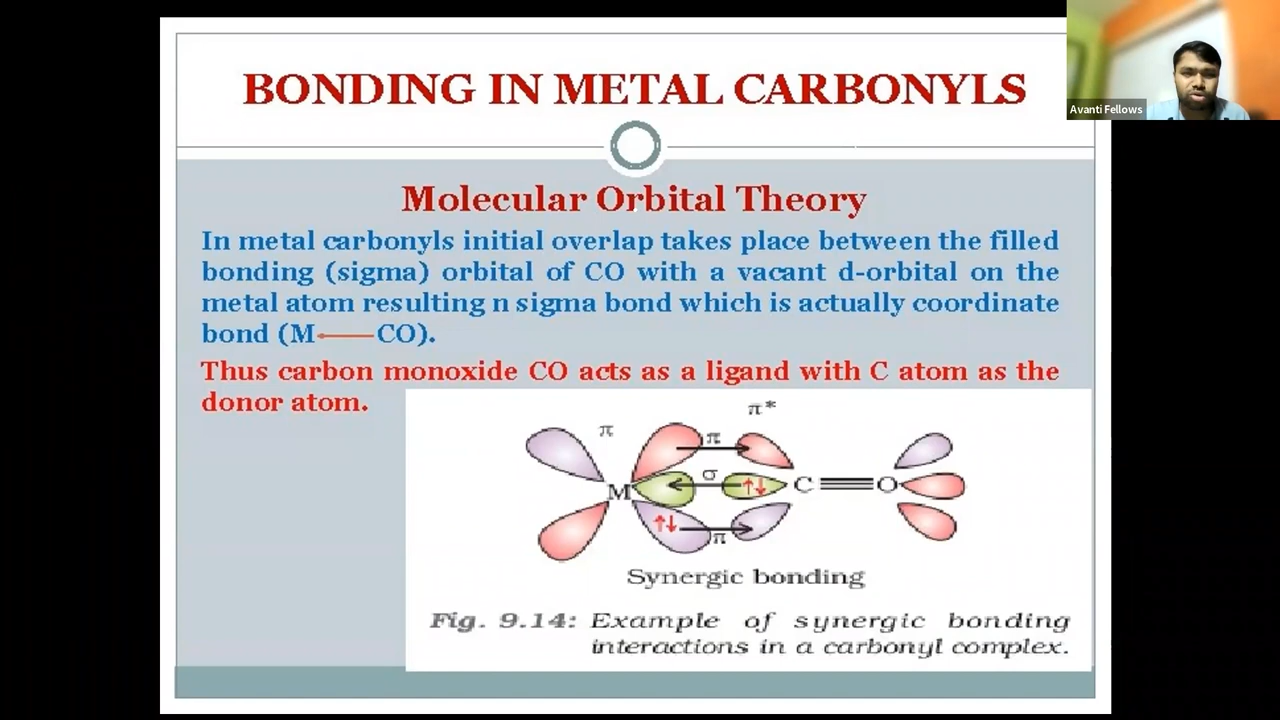 BONDING IN METAL CARBONYLS
Avanti Fellows
Molecular Orbital Theory
In metal carbonyls initial overlap takes place between the filled
bonding (sigma) orbital of CO with a vacant d-orbital on the
metal atom resulting n sigma bond which is actually coordinate
bond (M←CO).
Thus carbon monoxide CO acts as a ligand with C atom as the
donor atom.
π*
π π
σ
M ↑↓ C≡O
↑↓
π
Synergic bonding
Fig. 9.14: Example of synergic bonding
interactions in a carbonyl complex.